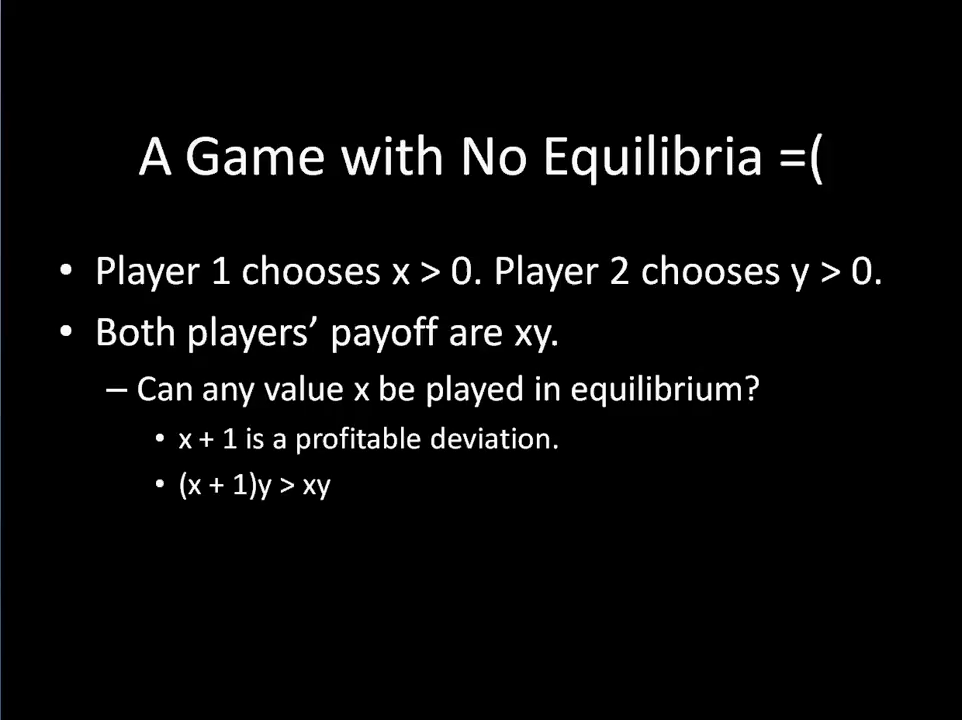 A Game with No Equilibria =(
• Player 1 chooses x > 0. Player 2 chooses y > 0.
• Both players’ payoff are xy.
– Can any value x be played in equilibrium?
• x + 1 is a profitable deviation.
• (x + 1)y > xy